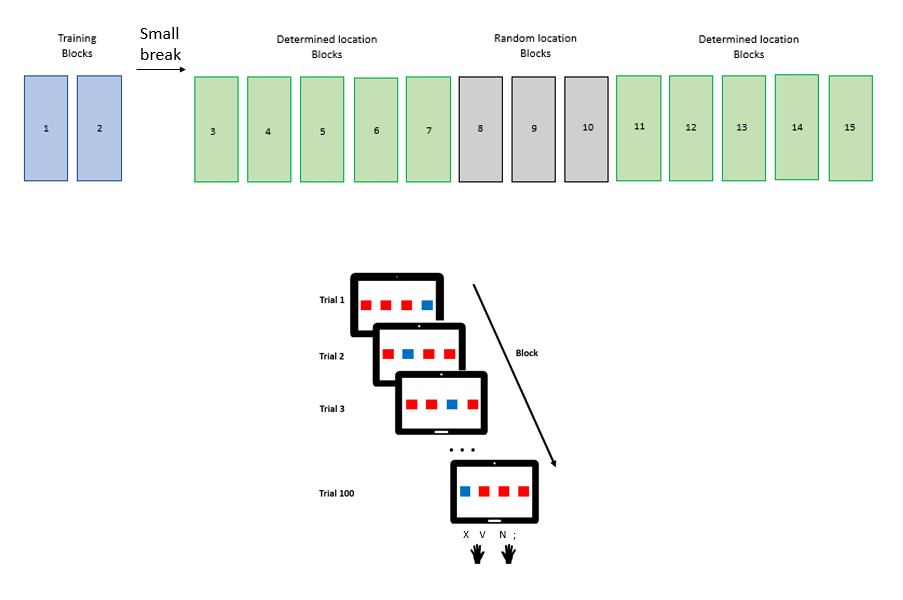 Training
Blocks
Small
break
Determined location
Blocks
Random location
Blocks
Determined location
Blocks
1 2 3 4 5 6 7 8 9 10 11 12 13 14 15
Trial 1
Trial 2
Block
Trial 3
. . .
Trial 100
X V N ;